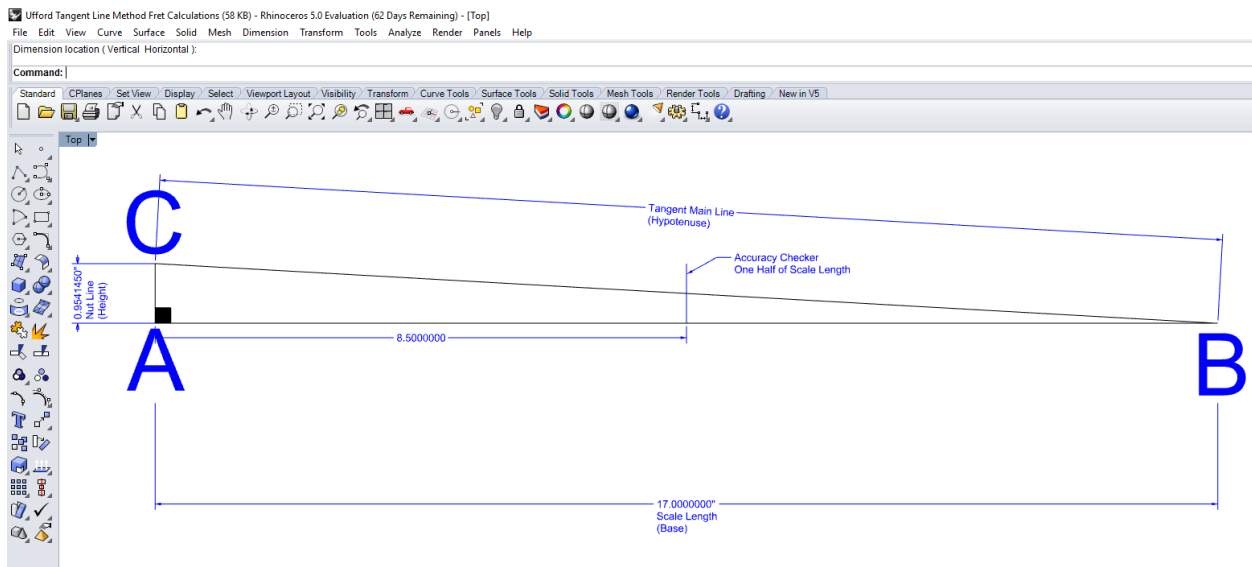 Ufford Tangent Line Method Fret Calculations (58 KB) - Rhinoceros 5.0 Evaluation (62 Days Remaining) - [Top]
File Edit View Curve Surface Solid Mesh Dimension Transform Tools Analyze Render Panels Help
Dimension location ( Vertical Horizontal ):
Command:
Standard CPlanes Set View Display Select Viewport Layout Visibility Transform Curve Tools Surface Tools Solid Tools Mesh Tools Render Tools Drafting New in V5
Top
C
Tangent Main Line
(Hypotenuse)
Accuracy Checker
One Half of Scale Length
0.9541450"
Nut Line
(Height)
8.5000000
A
B
17.0000000"
Scale Length
(Base)